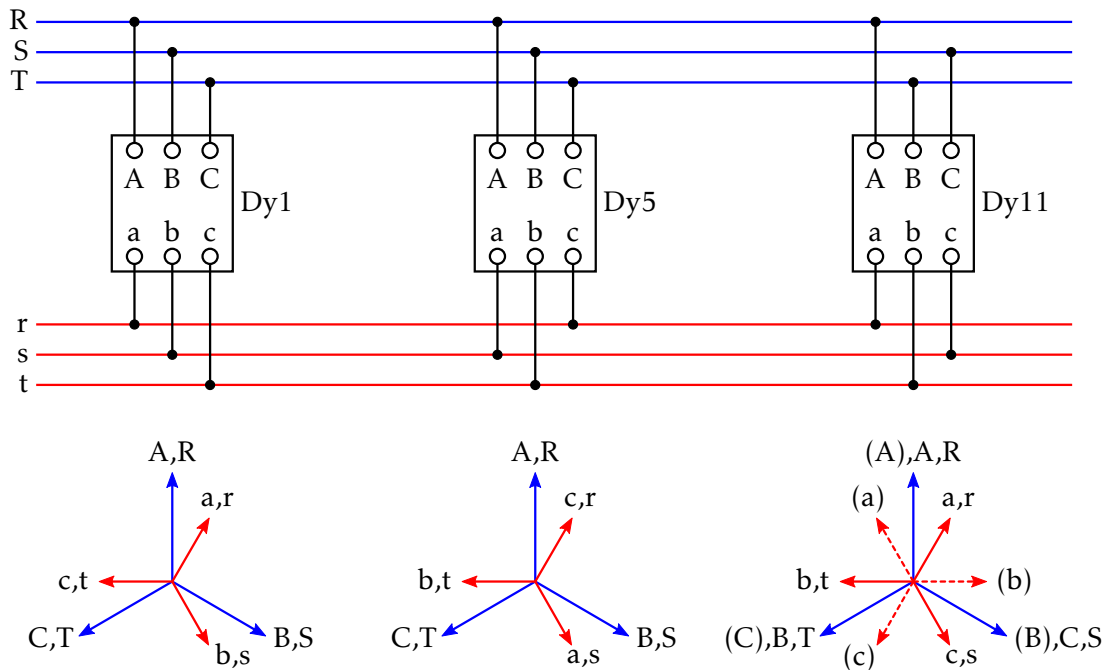 R
S
T
A B C
A B C
A B C
Dy1
Dy5
Dy11
a b c
a b c
a b c
r
s
t
A,R
A,R
(A),A,R
a,r
c,r
(a)
a,r
c,t
b,t
b,t
(b)
C,T
B,S
C,T
B,S
(C),B,T
(B),C,S
b,s
a,s
(c)
c,s